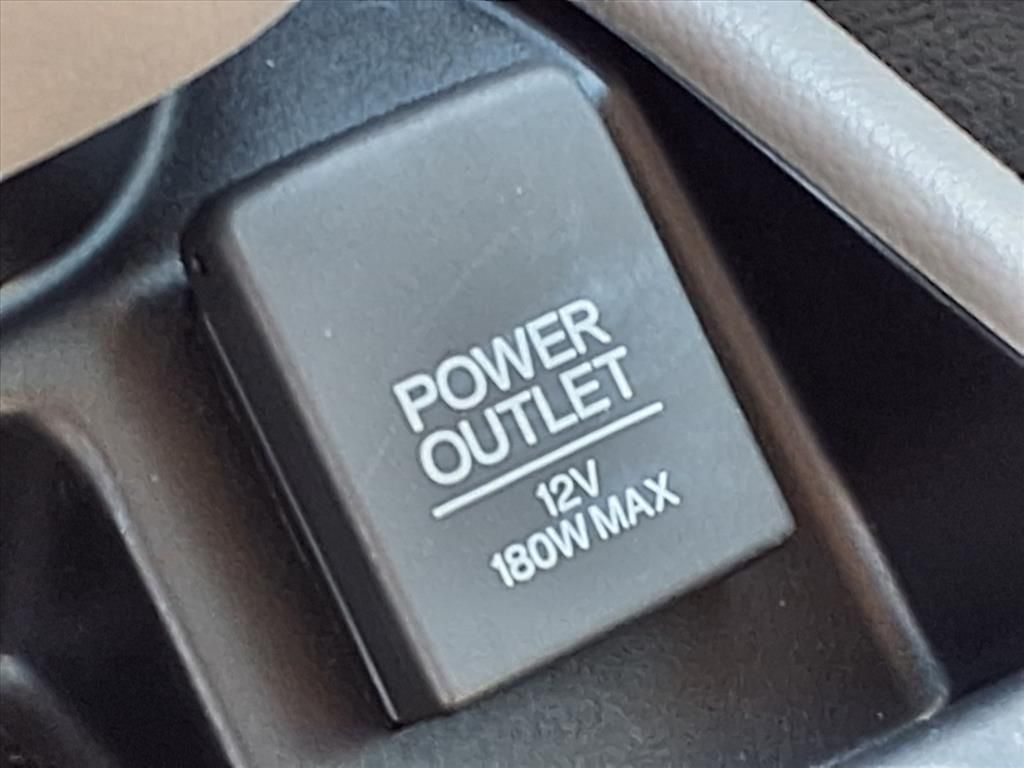 POWER
OUTLET
12V
180W MAX